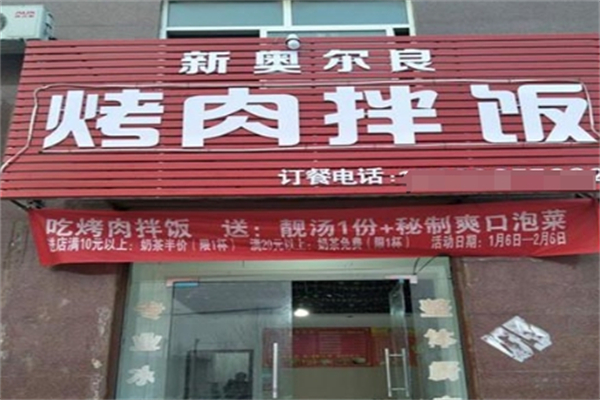 新奥尔良
烤肉拌饭
订餐电话:
吃烤肉拌饭 送:靓汤1份+秘制爽口泡菜
进店满10元以上:奶茶半价(限1杯) 满20元以上:奶茶免费(限1杯) 活动日期:1月6日—2月6日